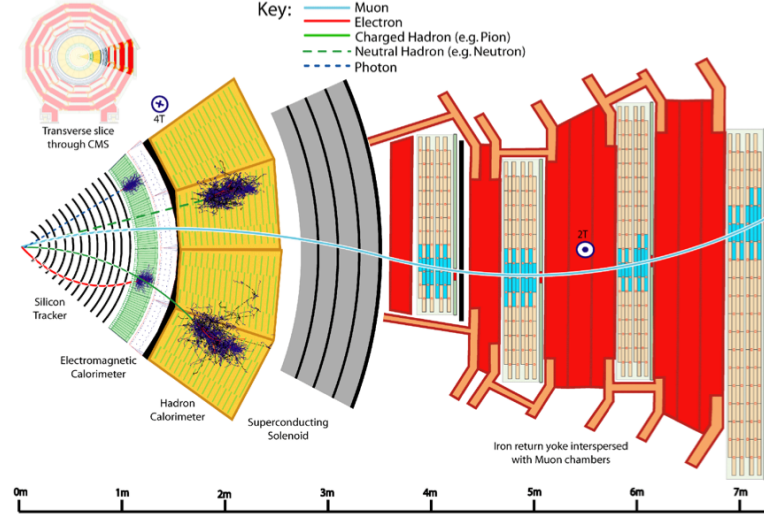 Key:
Muon
Electron
Charged Hadron (e.g. Pion)
Neutral Hadron (e.g. Neutron)
Photon
Transverse slice
through CMS
4T
2T
Silicon
Tracker
Electromagnetic
Calorimeter
Hadron
Calorimeter
Superconducting
Solenoid
Iron return yoke interspersed
with Muon chambers
0m
1m
2m
3m
4m
5m
6m
7m